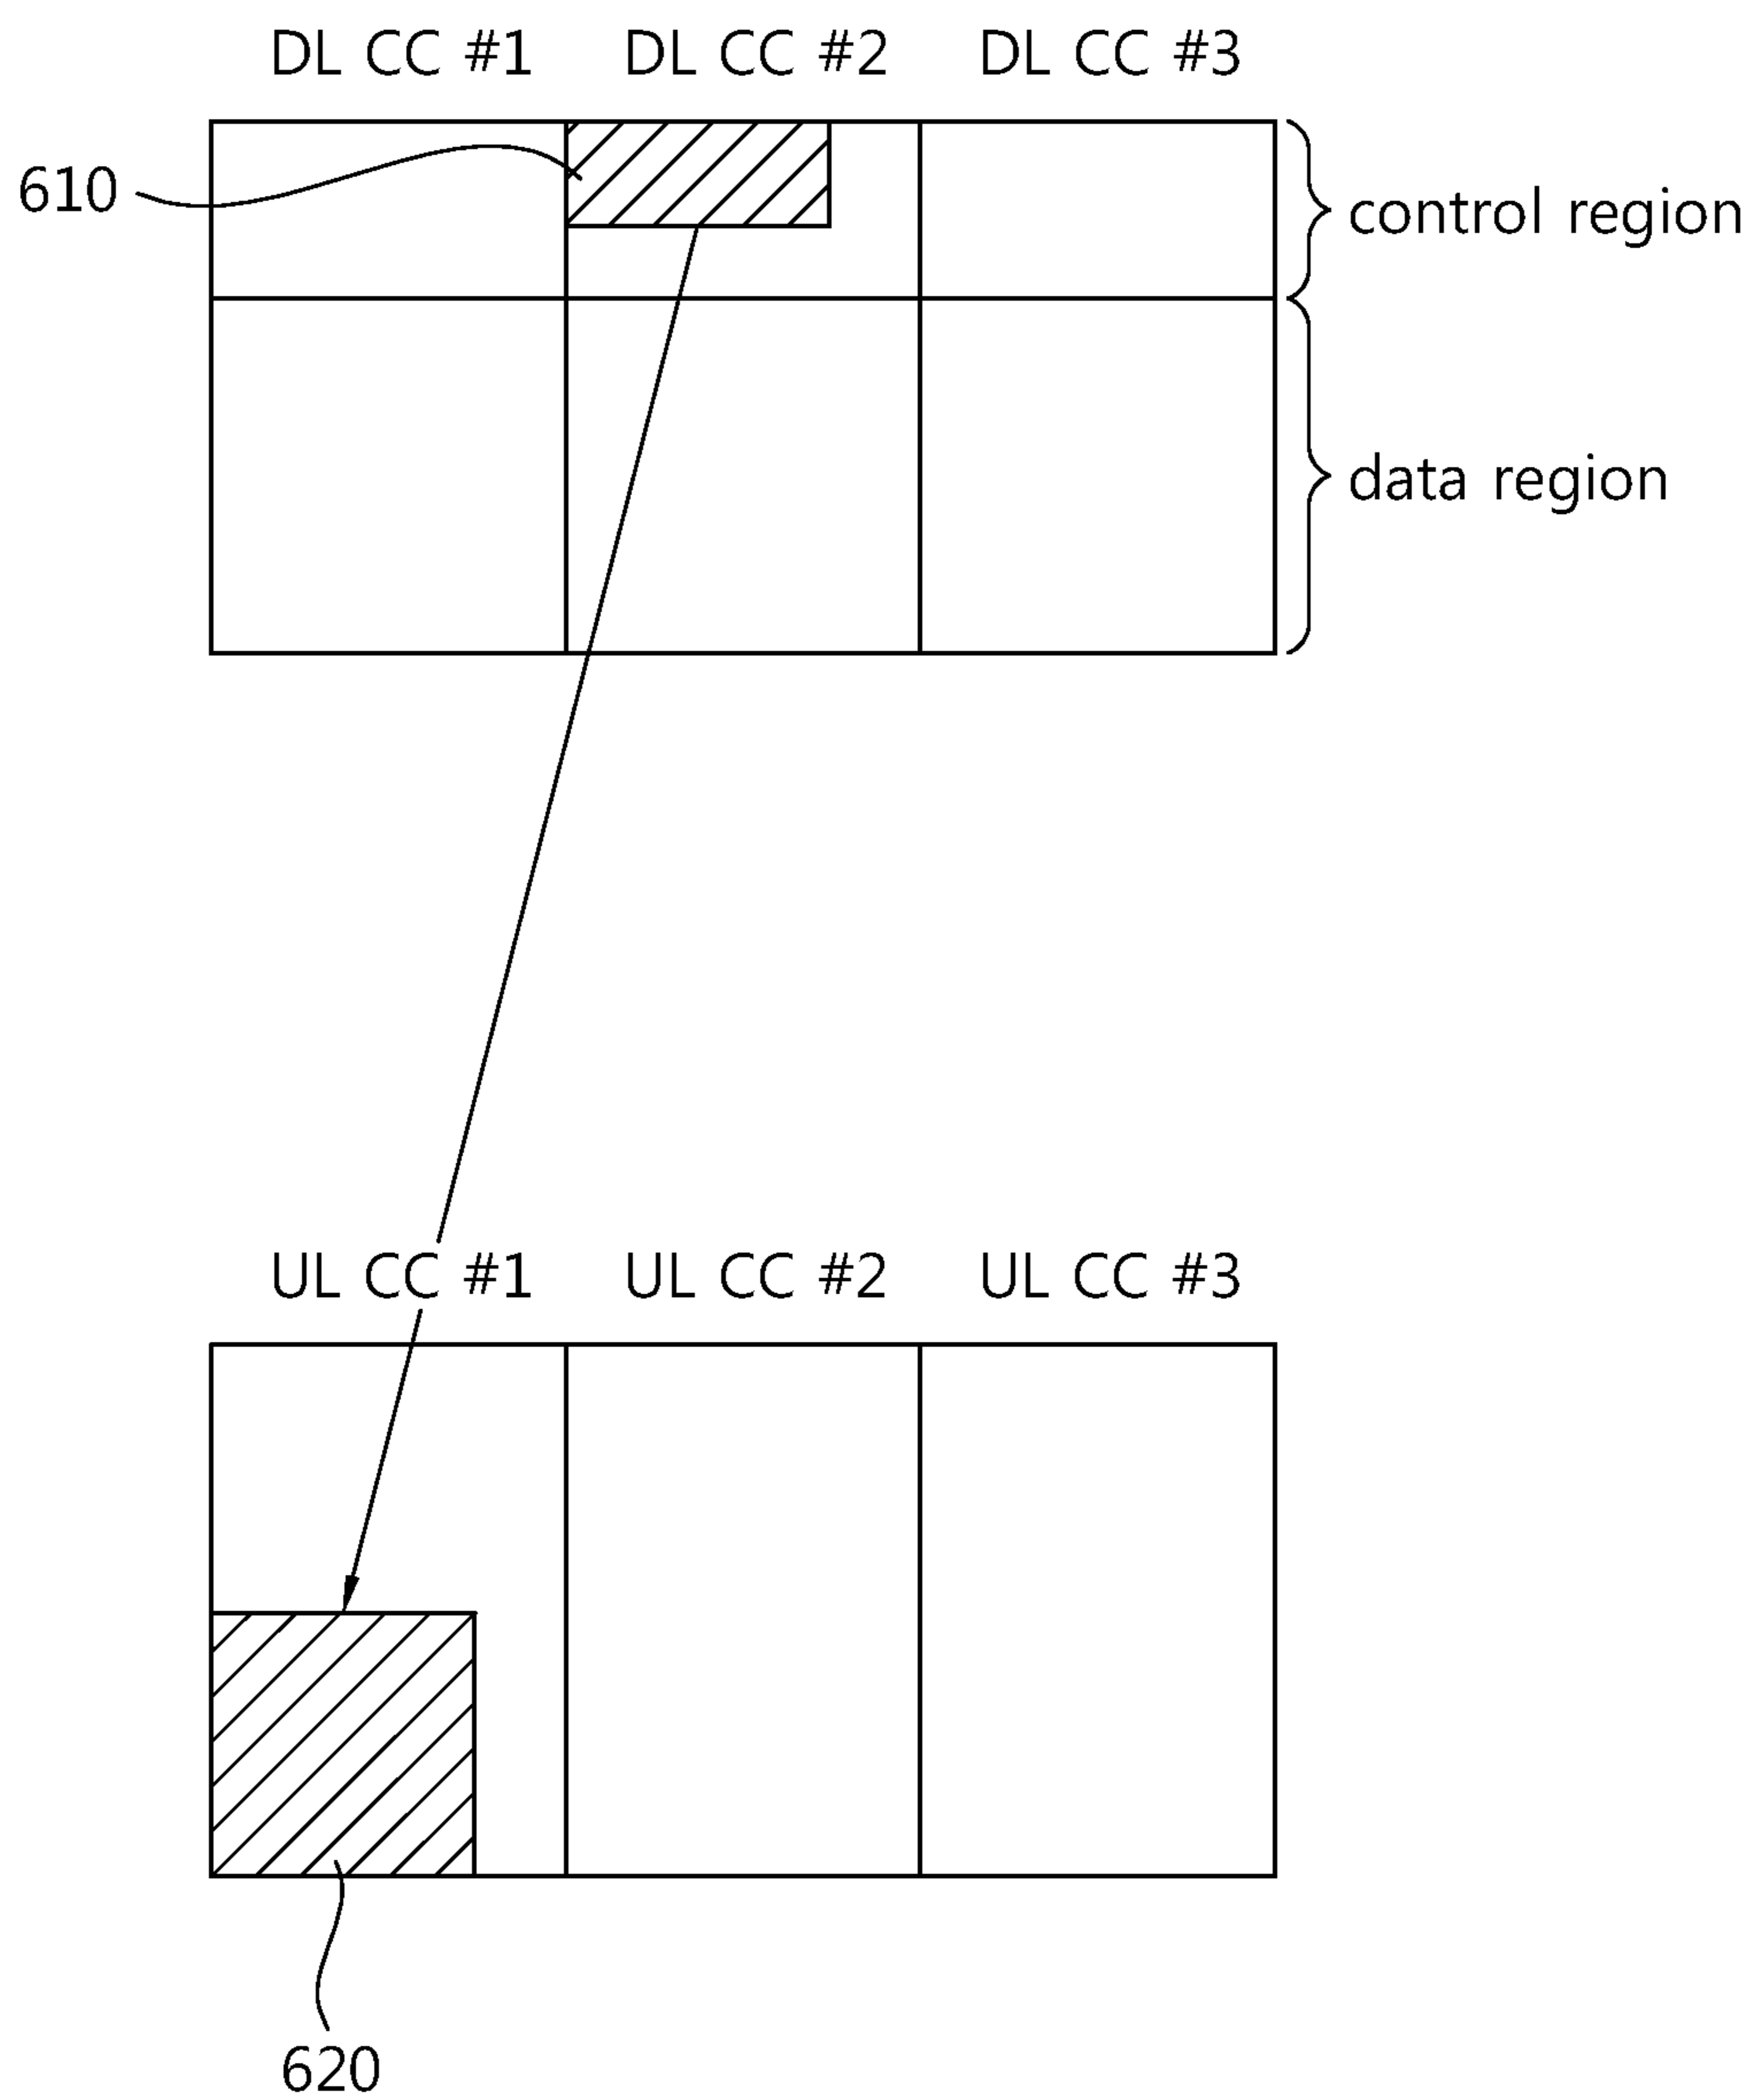 DL CC #1 DL CC #2 DL CC #3
610
control region
data region
UL CC #1 UL CC #2 UL CC #3
620